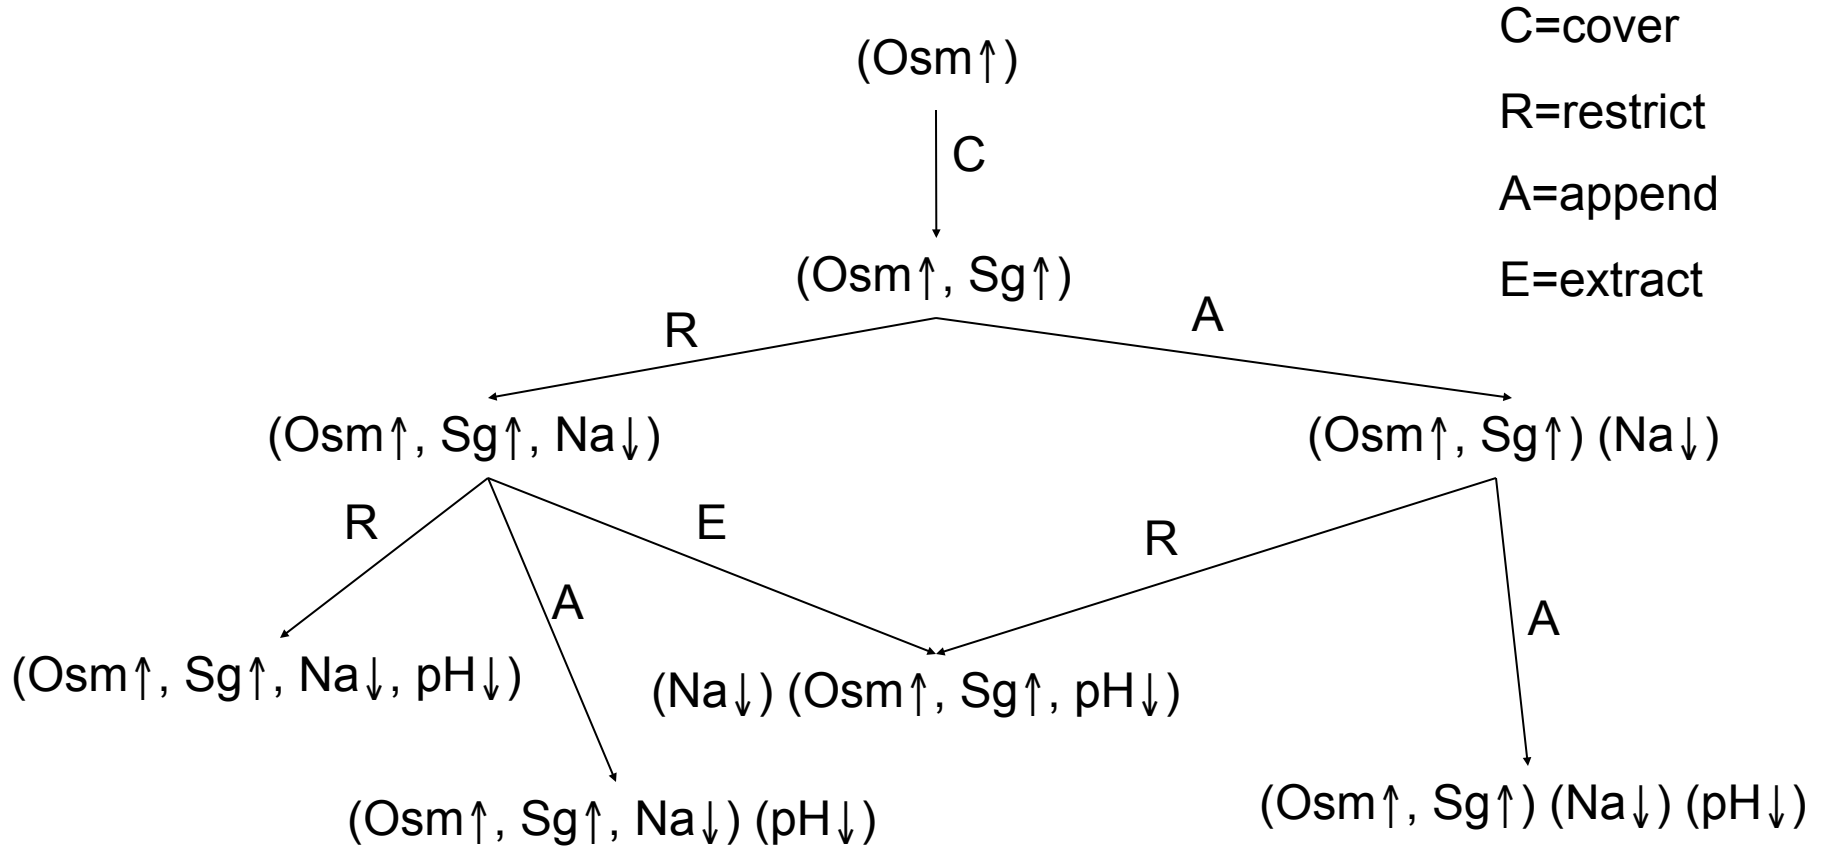 C=cover
(Osm↑)
R=restrict
C
A=append
(Osm↑, Sg↑)
E=extract
R
A
(Osm↑, Sg↑, Na↓)
(Osm↑, Sg↑) (Na↓)
R
E
R
A
A
(Osm↑, Sg↑, Na↓, pH↓)
(Na↓) (Osm↑, Sg↑, pH↓)
(Osm↑, Sg↑, Na↓) (pH↓)
(Osm↑, Sg↑) (Na↓) (pH↓)